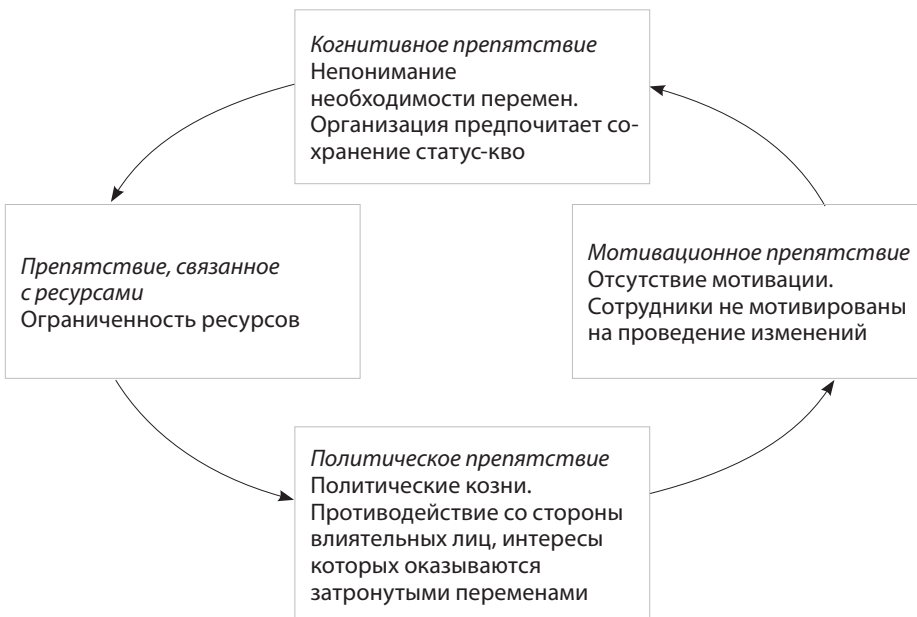 Когнитивное препятствие
Непонимание
необходимости перемен.
Организация предпочитает со-
хранение статус-кво
Препятствие, связанное
с ресурсами
Ограниченность ресурсов
Мотивационное препятствие
Отсутствие мотивации.
Сотрудники не мотивированы
на проведение изменений
Политическое препятствие
Политические козни.
Противодействие со стороны
влиятельных лиц, интересы
которых оказываются
затронутыми переменами